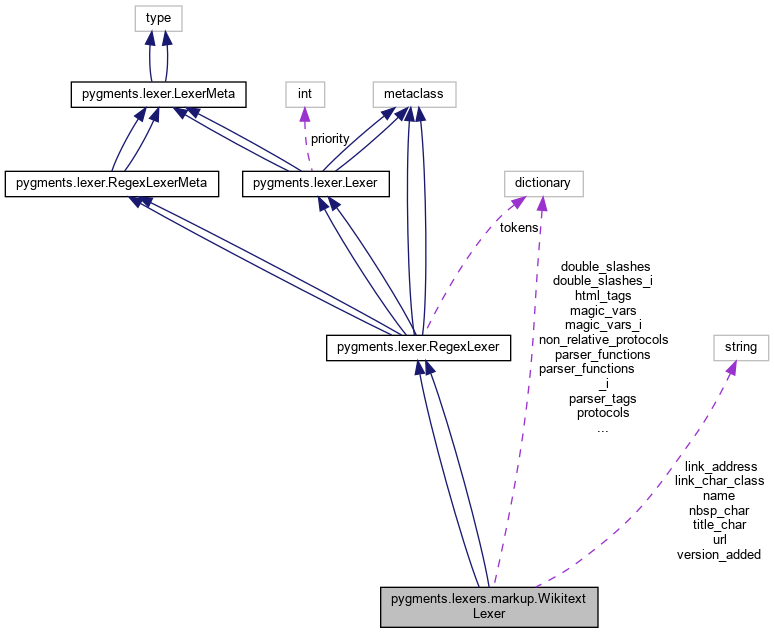 type
pygments.lexer.LexerMeta
int
metaclass
priority
pygments.lexer.RegexLexerMeta
pygments.lexer.Lexer
dictionary
tokens
double_slashes
double_slashes_i
html_tags
magic_vars
magic_vars_i
non_relative_protocols
parser_functions
parser_functions
_i
parser_tags
protocols
...
pygments.lexer.RegexLexer
string
link_address
link_char_class
name
nbsp_char
title_char
url
version_added
pygments.lexers.markup.Wikitext
Lexer